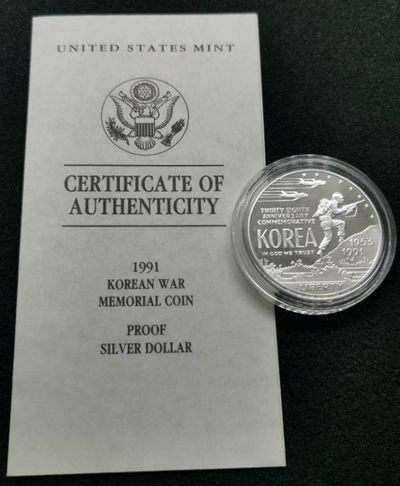 UNITED STATES MINT
CERTIFICATE OF
AUTHENTICITY
1991
KOREAN WAR
MEMORIAL COIN
PROOF
SILVER DOLLAR
THIRTY EIGHTH
ANNIVERSARY
COMMEMORATIVE
KOREA
IN GOD WE TRUST
1953
1991
LIBERTY